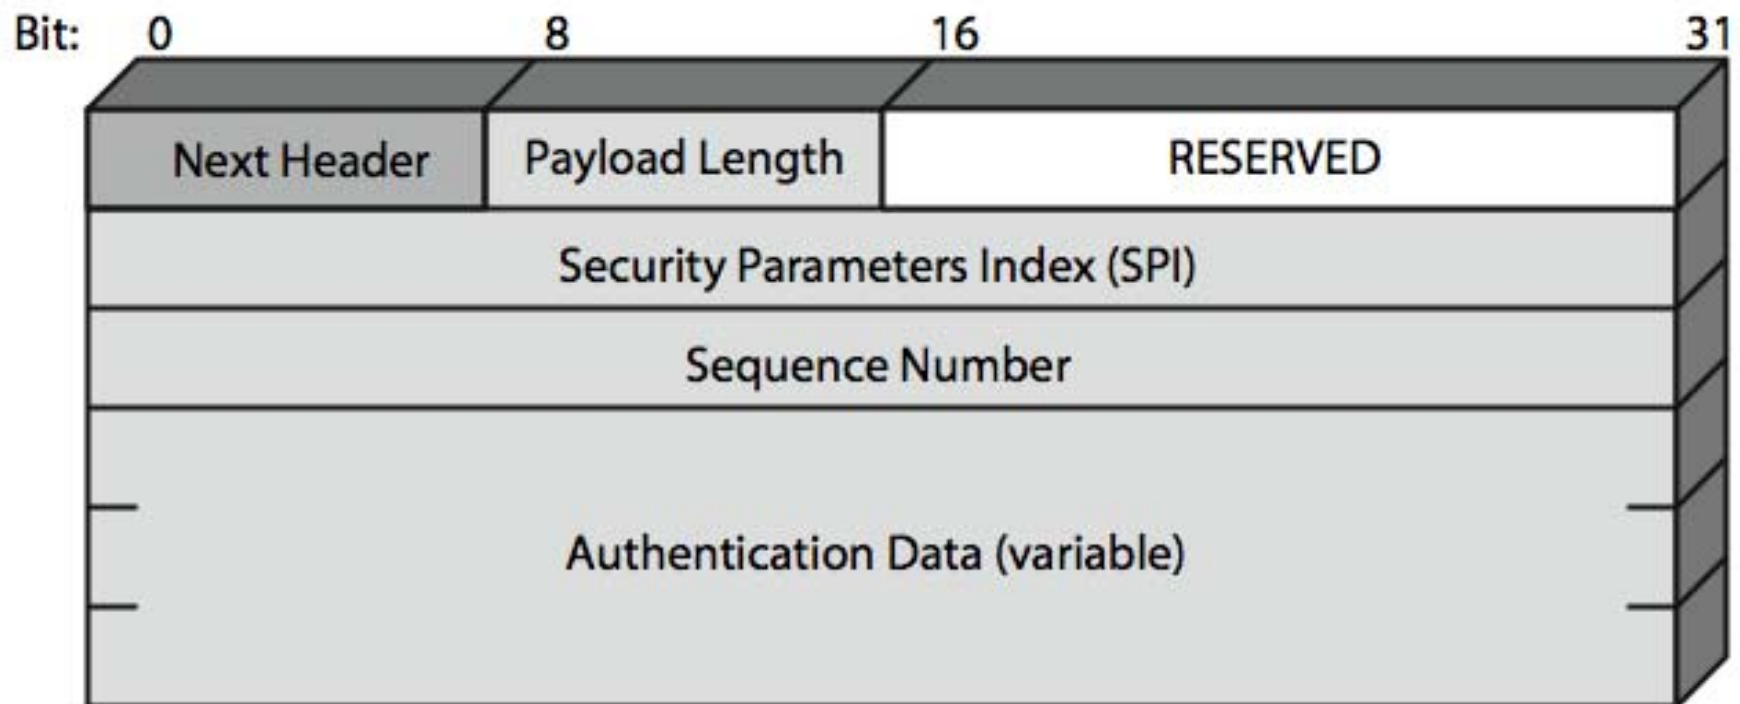 Bit: 0 8 16 31
Next Header Payload Length RESERVED
Security Parameters Index (SPI)
Sequence Number
Authentication Data (variable)